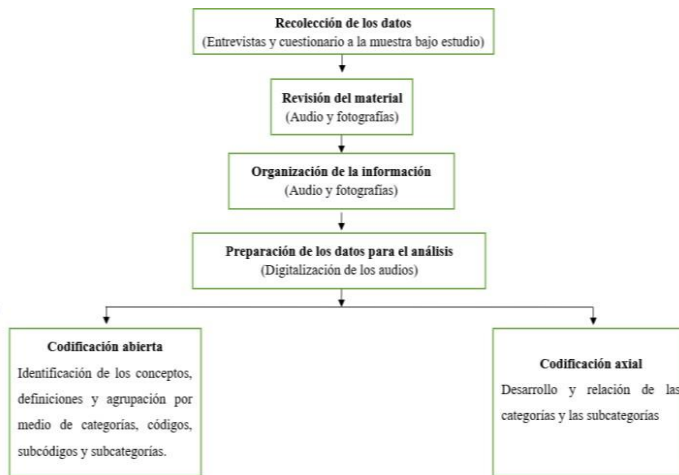 Recolección de los datos
(Entrevistas y cuestionario a la muestra bajo estudio)
Revisión del material
(Audio y fotografías)
Organización de la información
(Audio y fotografías)
Preparación de los datos para el análisis
(Digitalización de los audios)
Codificación abierta
Identificación de los conceptos,
definiciones y agrupación por
medio de categorías, códigos,
subcódigos y subcategorías.
Codificación axial
Desarrollo y relación de las
categorías y las subcategorías